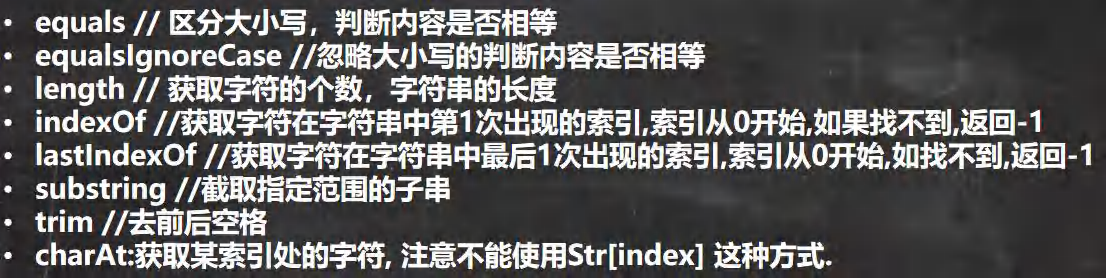 • equals // 区分大小写，判断内容是否相等
• equalsIgnoreCase //忽略大小写的判断内容是否相等
• length // 获取字符的个数，字符串的长度
• indexOf //获取字符在字符串中第1次出现的索引,索引从0开始,如果找不到,返回-1
• lastIndexOf //获取字符在字符串中最后1次出现的索引,索引从0开始,如找不到,返回-1
• substring //截取指定范围的子串
• trim //去前后空格
• charAt:获取某索引处的字符, 注意不能使用Str[index] 这种方式.